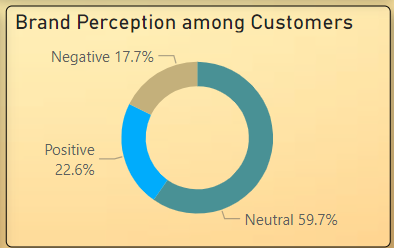 Brand Perception among Customers
Negative 17.7%
Positive
22.6%
Neutral 59.7%